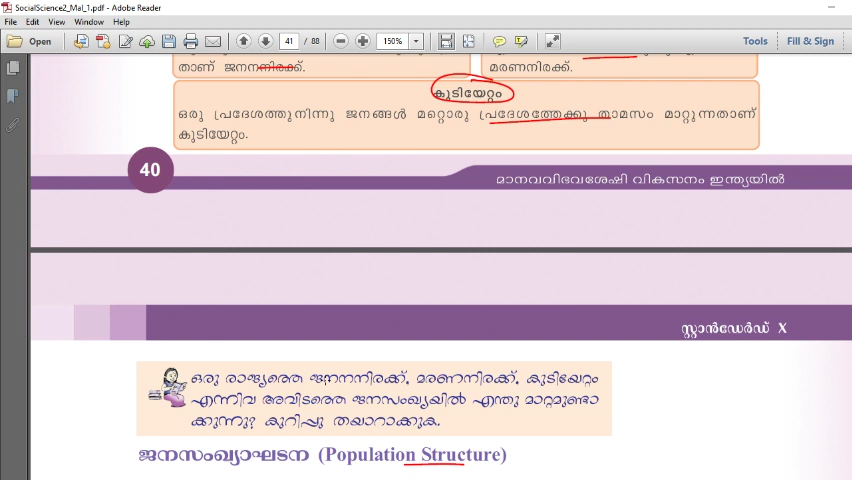 SocialScience2_Mal_1.pdf - Adobe Reader
File Edit View Window Help
Open 41 / 88 150% Tools Fill & Sign
താണ് ജനനനിരക്ക്.
മരണനിരക്ക്.
കുടിയേറ്റം
ഒരു പ്രദേശത്തുനിന്നു ജനങ്ങൾ മറ്റൊരു പ്രദേശത്തേക്കു താമസം മാറ്റുന്നതാണ്
കുടിയേറ്റം.
40
മാനവവിഭവശേഷി വികസനം ഇന്ത്യയിൽ
സ്റ്റാൻഡേർഡ് X
ഒരു രാജ്യത്തെ ജനനനിരക്ക്, മരണനിരക്ക്, കുടിയേറ്റം
എന്നിവ അവിടത്തെ ജനസംഖ്യയിൽ എന്തു മാറ്റമുണ്ടാ
ക്കുന്നു? കുറിപ്പു തയാറാക്കുക.
ജനസംഖ്യാഘടന (Population Structure)